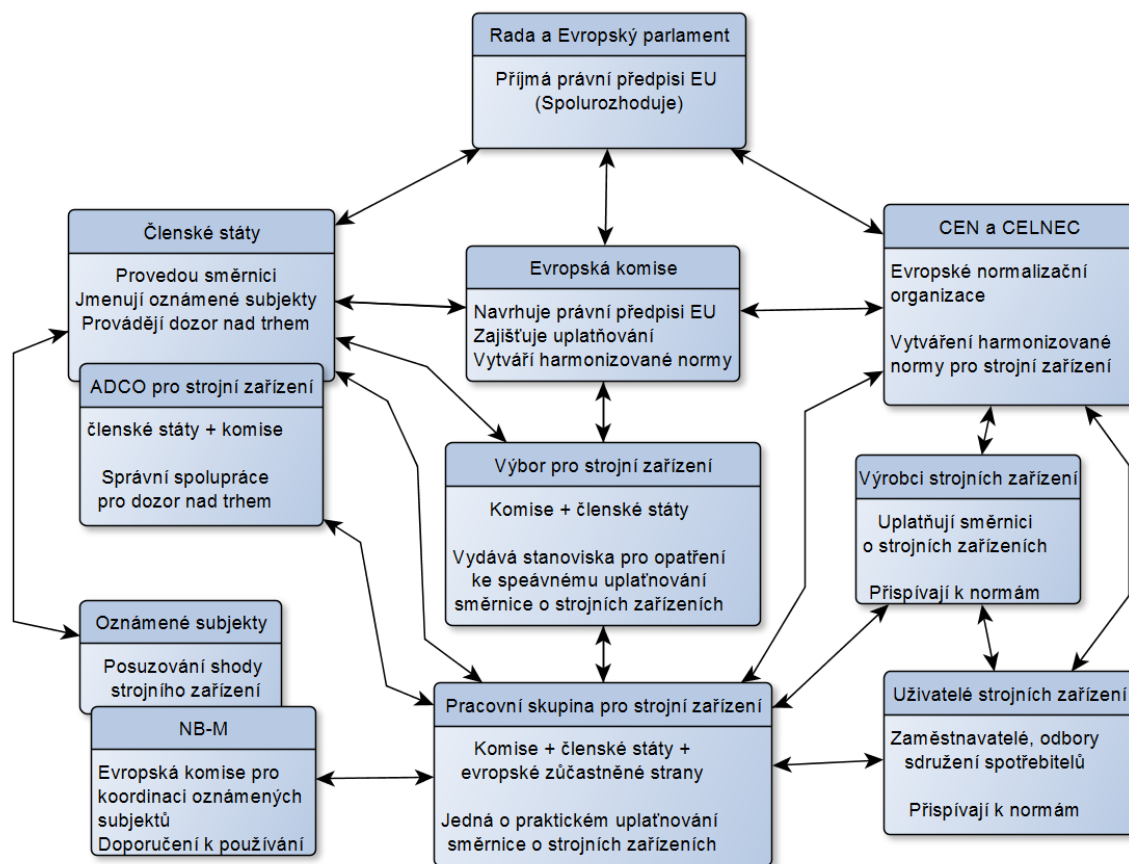 Rada a Evropský parlament
Příjmá právní předpisi EU
(Spolurozhoduje)
Členské státy
Provedou směrnici
Jmenují oznámené subjekty
Provádějí dozor nad trhem
Evropská komise
Navrhuje právní předpisi EU
Zajišťuje uplatňování
Vytváří harmonizované normy
CEN a CELNEC
Evropské normalizační
organizace
Vytváření harmonizované
normy pro strojní zařízení
ADCO pro strojní zařízení
členské státy + komise
Správní spolupráce
pro dozor nad trhem
Výbor pro strojní zařízení
Komise + členské státy
Vydává stanoviska pro opatření
ke speávnému uplaťnování
směrnice o strojních zařízeních
Výrobci strojních zařízení
Uplatňují směrnici
o strojních zařízeních
Přispívají k normám
Oznámené subjekty
Posuzování shody
strojního zařízení
NB-M
Evropská komise pro
koordinaci oznámených
subjektů
Doporučení k používání
Pracovní skupina pro strojní zařízení
Komise + členské státy +
evropské zúčastněné strany
Jedná o praktickém uplaťnování
směrnice o strojních zařízeních
Uživatelé strojních zařízení
Zaměstnavatelé, odbory
sdružení spotřebitelů
Přispívají k normám